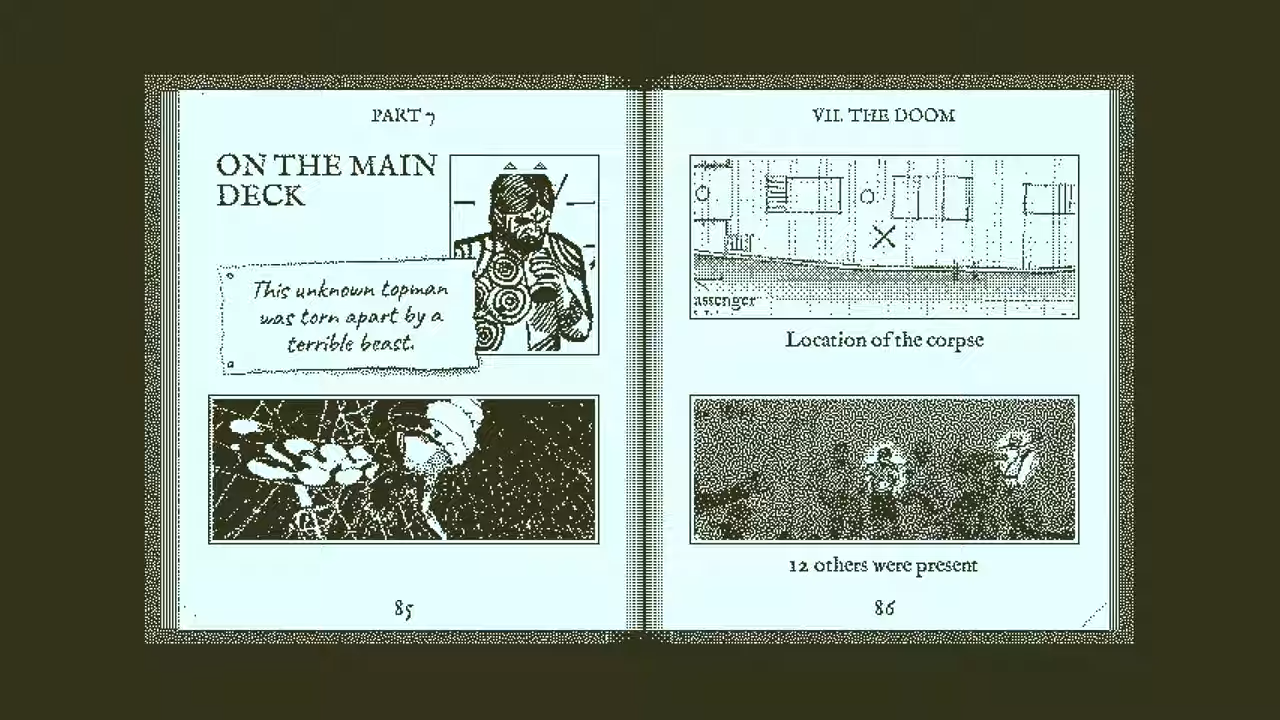 PART 7
ON THE MAIN
DECK
This unknown topman
was torn apart by a
terrible beast.
85
VII. THE DOOM
assenger
Location of the corpse
12 others were present
86